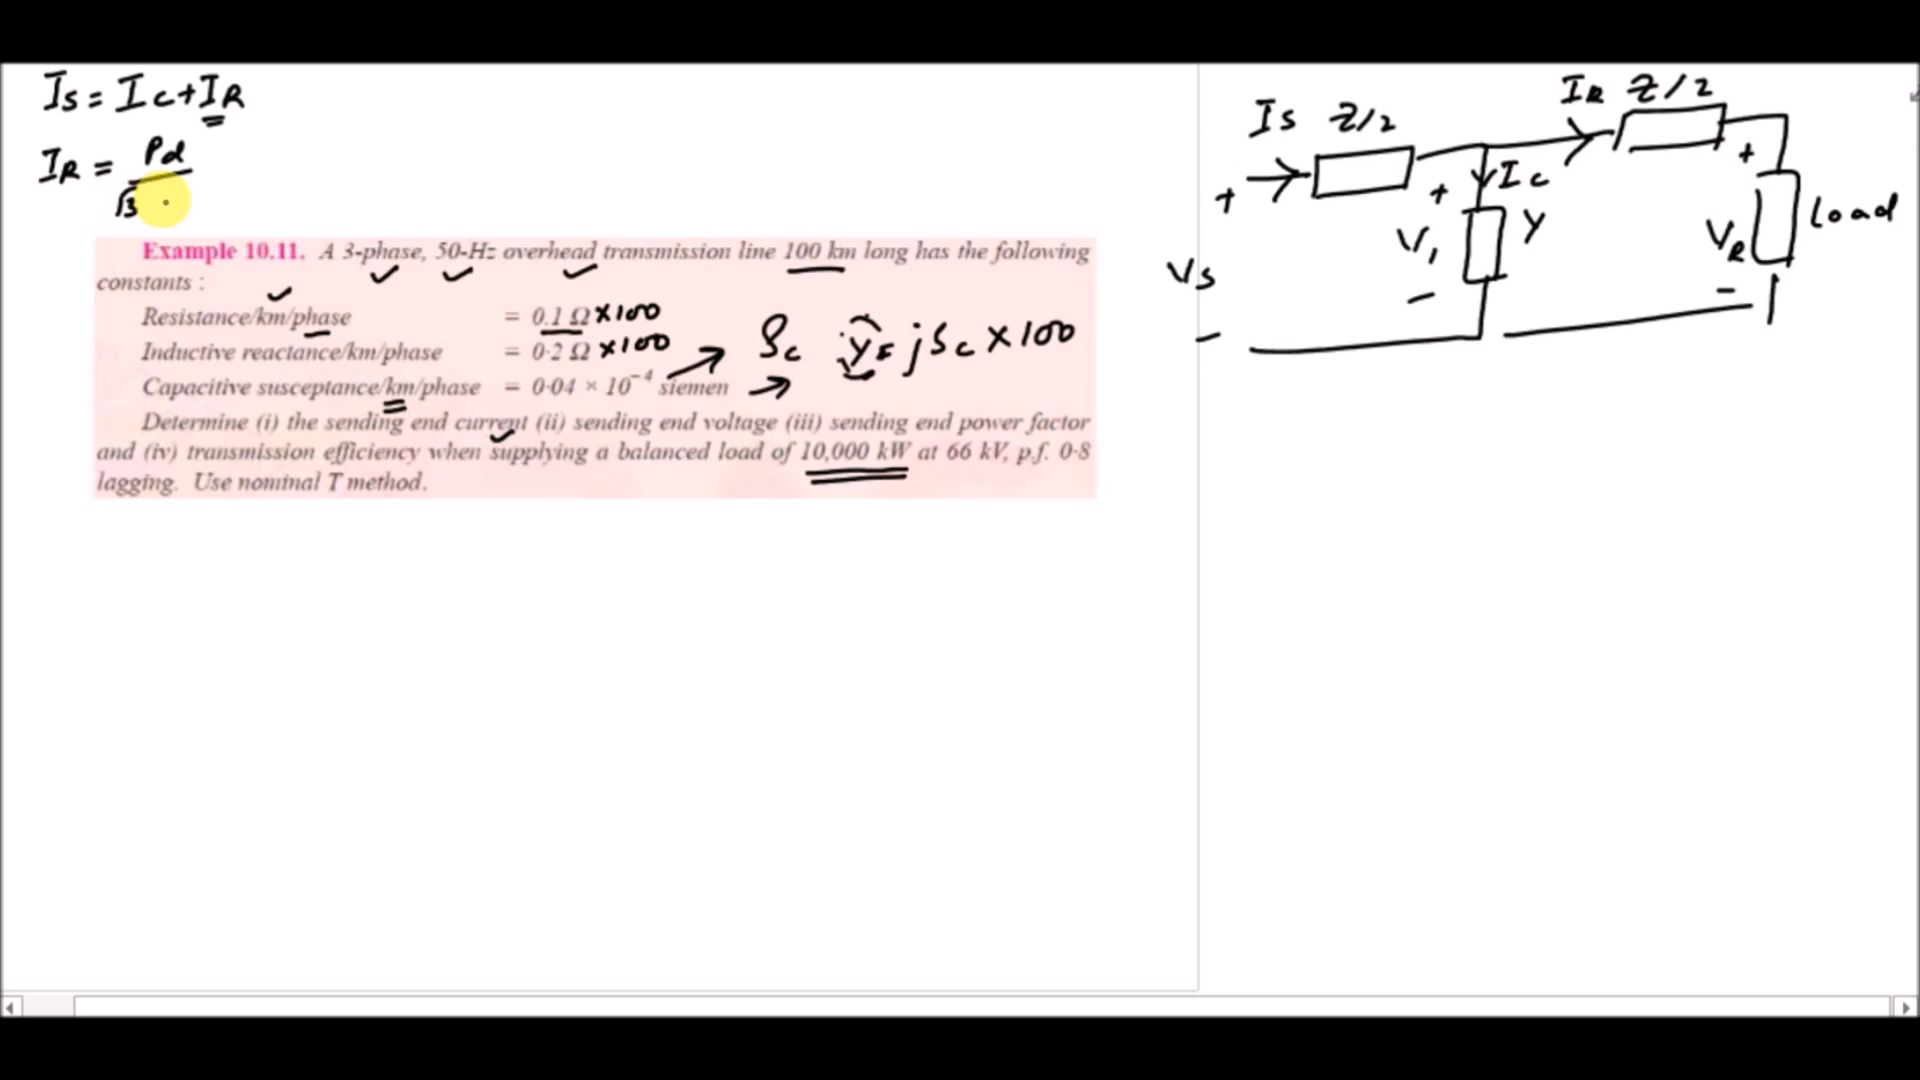 Is = Ic + IR
IR = Pd
√3
Example 10.11. A 3-phase, 50-Hz overhead transmission line 100 km long has the following
constants :
Resistance/km/phase = 0.1 Ω ×100
Inductive reactance/km/phase = 0·2 Ω ×100
Capacitive susceptance/km/phase = 0·04 × 10⁻⁴ siemen
Sc y = jSc × 100
Determine (i) the sending end current (ii) sending end voltage (iii) sending end power factor
and (iv) transmission efficiency when supplying a balanced load of 10,000 kW at 66 kV, p.f. 0·8
lagging. Use nominal T method.
Is Z/2
IR Z/2
+ + Ic +
V1 Y
VR Load
Vs
- - -